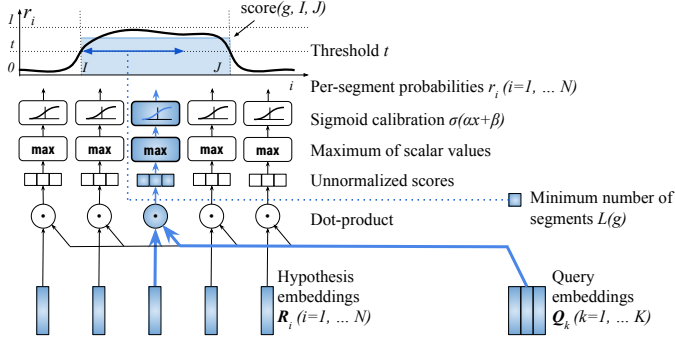 score(g, I, J)
1 r_i
t
0 I J i
Threshold t
Per-segment probabilities r_i (i=1, ... N)
Sigmoid calibration σ(αx+β)
max max max max max
Maximum of scalar values
Unnormalized scores
Minimum number of
segments L(g)
Dot-product
Hypothesis
embeddings
R_i (i=1, ... N)
Query
embeddings
Q_k (k=1, ... K)